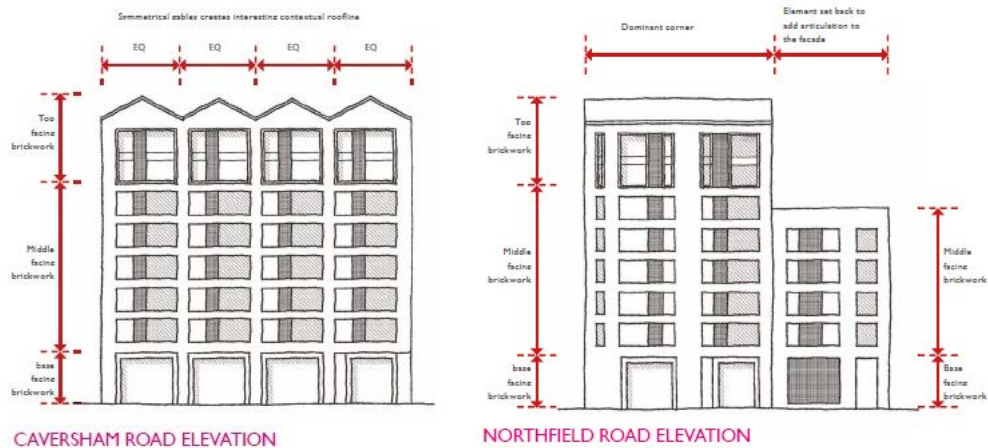 Symmetrical gables creates interesting contextual roofline
EQ
EQ
EQ
EQ
Top
facing
brickwork
Middle
facing
brickwork
base
facing
brickwork
CAVERSHAM ROAD ELEVATION
Dominant corner
Element set back to
add articulation to
the facade
Top
facing
brickwork
Middle
facing
brickwork
base
facing
brickwork
Middle
facing
brickwork
Base
facing
brickwork
NORTHFIELD ROAD ELEVATION